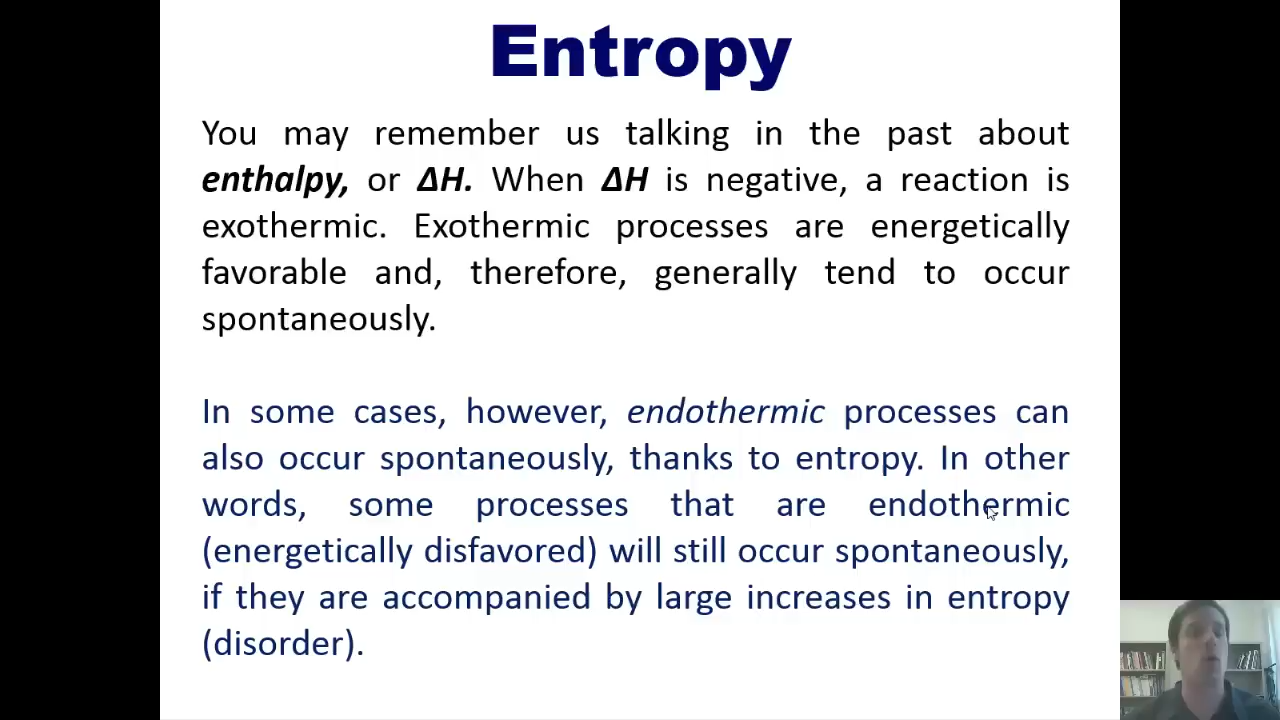 Entropy
You may remember us talking in the past about
enthalpy, or ΔH. When ΔH is negative, a reaction is
exothermic. Exothermic processes are energetically
favorable and, therefore, generally tend to occur
spontaneously.
In some cases, however, endothermic processes can
also occur spontaneously, thanks to entropy. In other
words, some processes that are endothermic
(energetically disfavored) will still occur spontaneously,
if they are accompanied by large increases in entropy
(disorder).